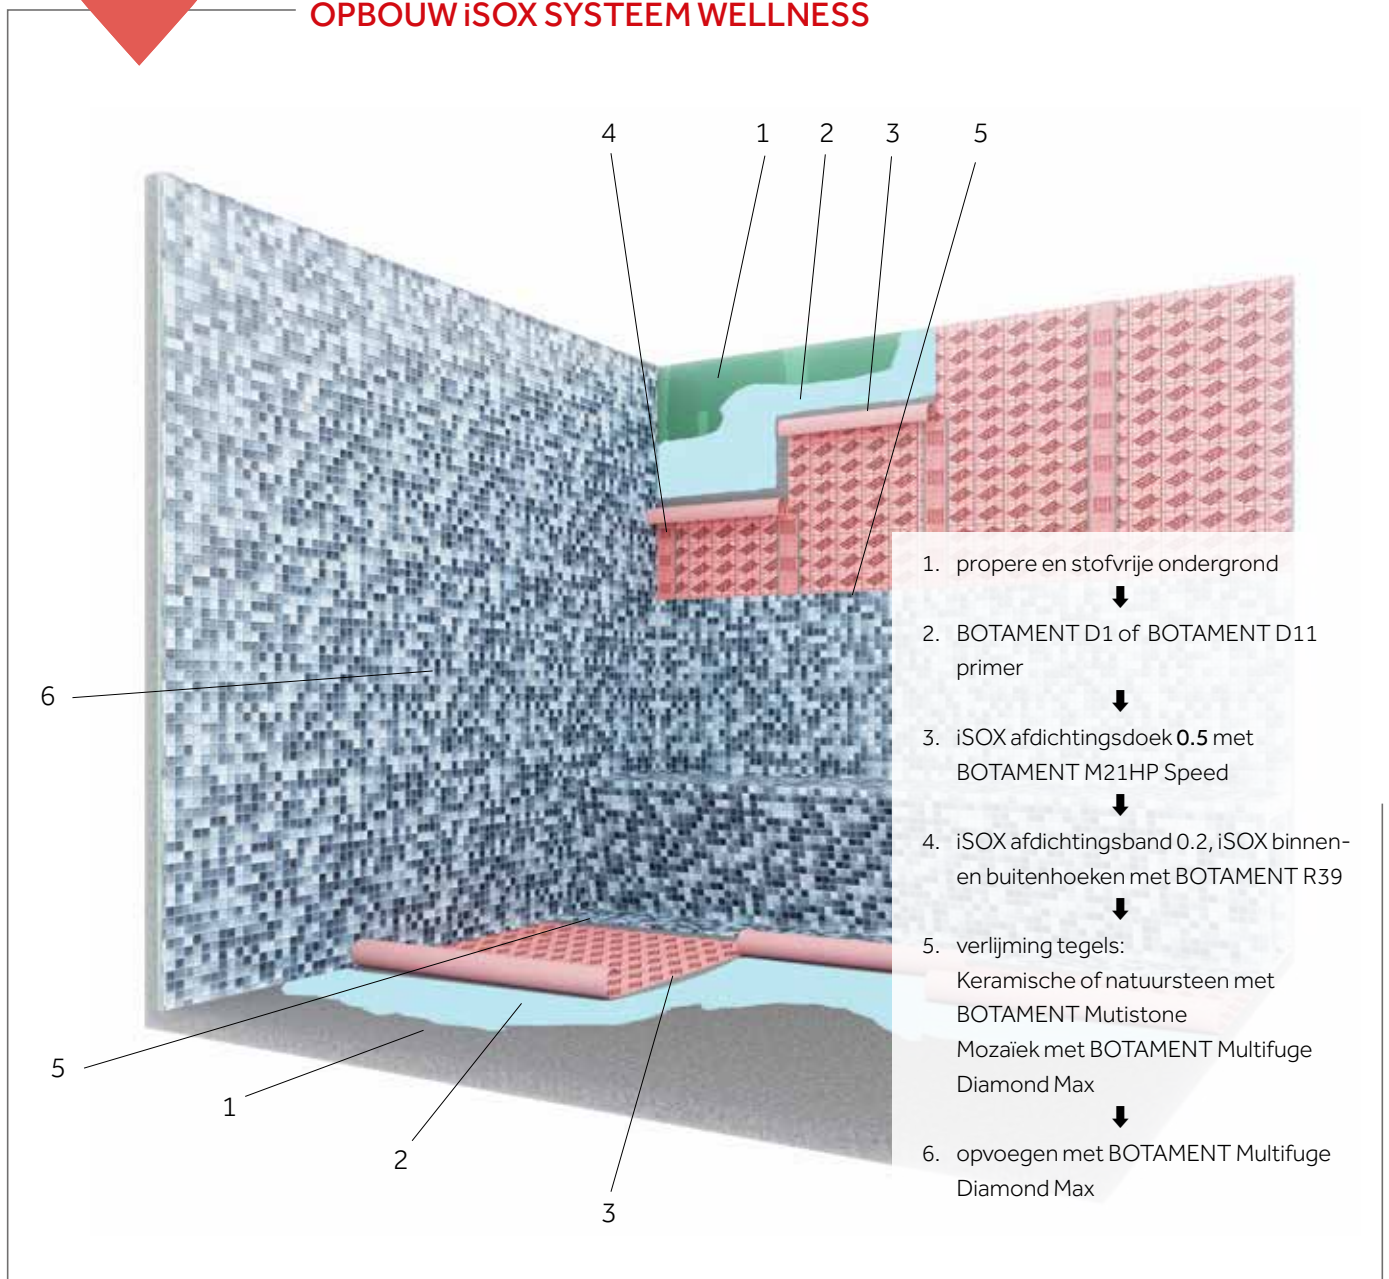 OPBOUW iSOX SYSTEEM WELLNESS
4 1 2 3 5
1. propere en stofvrije ondergrond
2. BOTAMENT D1 of BOTAMENT D11
primer
3. iSOX afdichtingsdoek 0.5 met
BOTAMENT M21HP Speed
4. iSOX afdichtingsband 0.2, iSOX binnen-
en buitenhoeken met BOTAMENT R39
5. verlijming tegels:
Keramische of natuursteen met
BOTAMENT Mutistone
Mozaïek met BOTAMENT Multifuge
Diamond Max
6. opvoegen met BOTAMENT Multifuge
Diamond Max
6
5
1
2
3